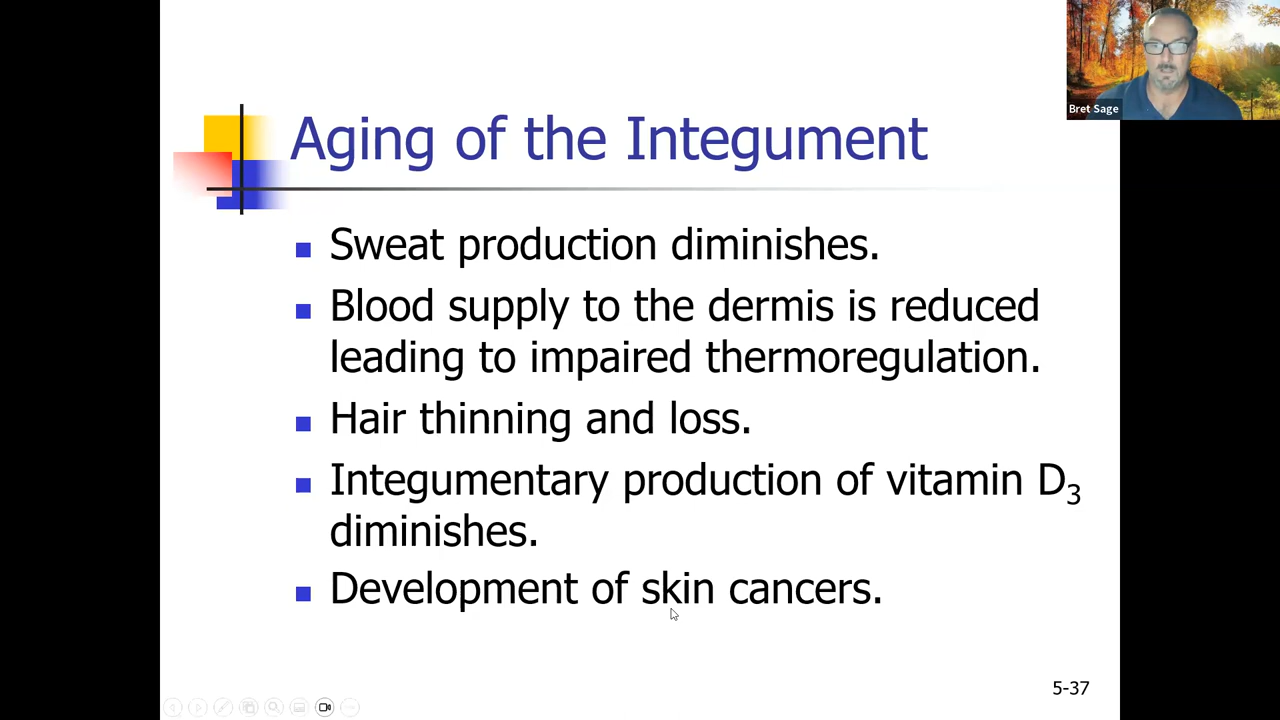 Bret Sage
Aging of the Integument
Sweat production diminishes.
Blood supply to the dermis is reduced
leading to impaired thermoregulation.
Hair thinning and loss.
Integumentary production of vitamin D₃
diminishes.
Development of skin cancers.
5-37